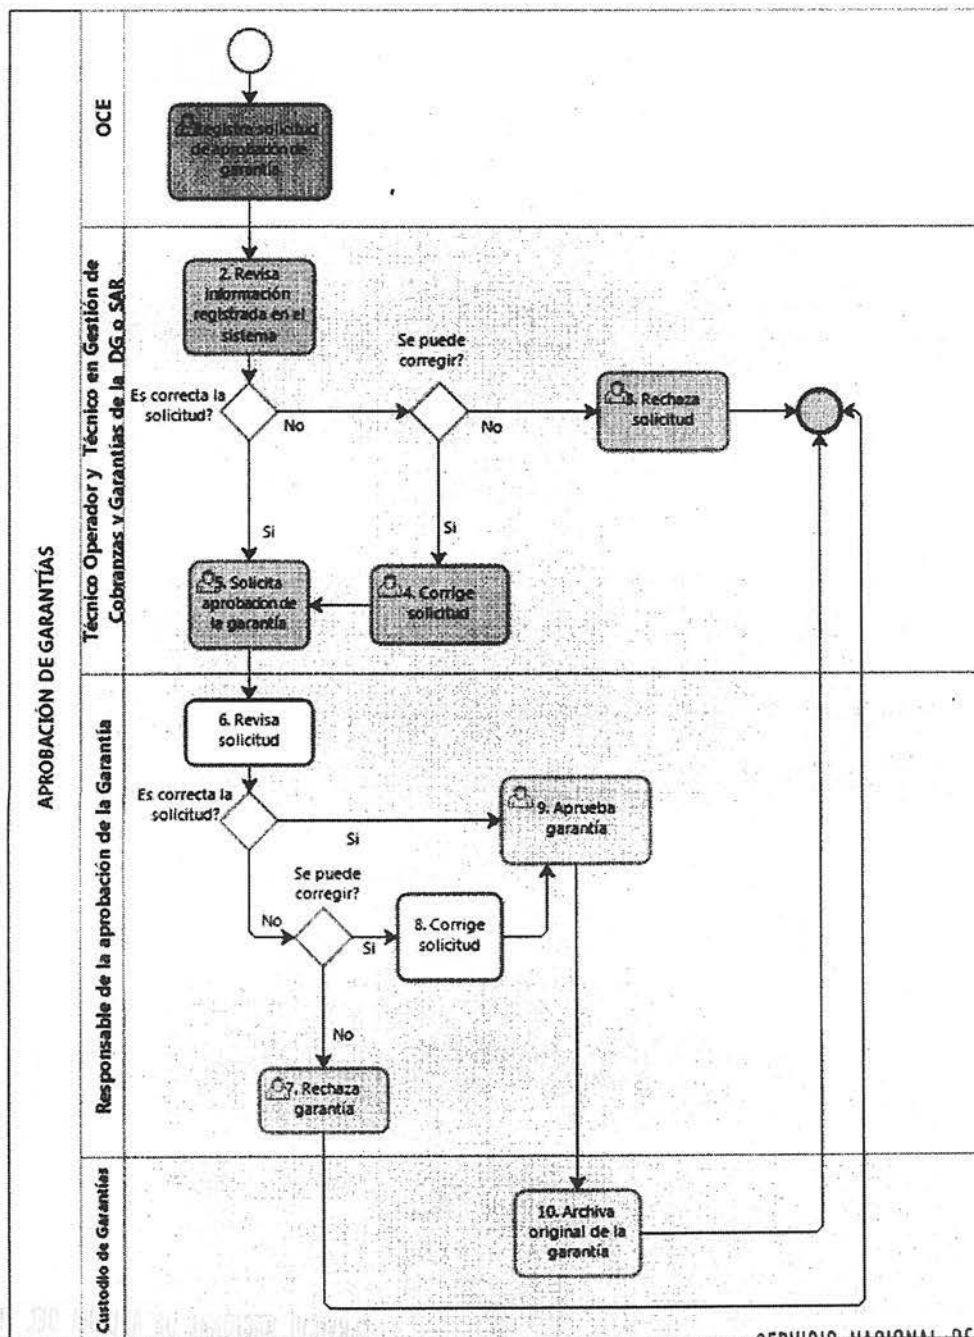 APROBACIÓN DE GARANTÍAS
OCE
Registra solicitud
de aprobación de
garantía
Técnico Operador y Técnico en Gestión de
Cobranzas y Garantías de la DG o SAR
2. Revisa
información
registrada en el
sistema
Es correcta la
solicitud?
No
Se puede
corregir?
No
3. Rechaza
solicitud
Si
Si
5. Solicita
aprobación de
la garantía
4. Corrige
solicitud
Responsable de la aprobación de la Garantía
6. Revisa
solicitud
Es correcta la
solicitud?
Si
9. Aprueba
garantía
Se puede
corregir?
No
Si
8. Corrige
solicitud
No
7. Rechaza
garantía
Custodio de Garantías
10. Archiva
original de la
garantía